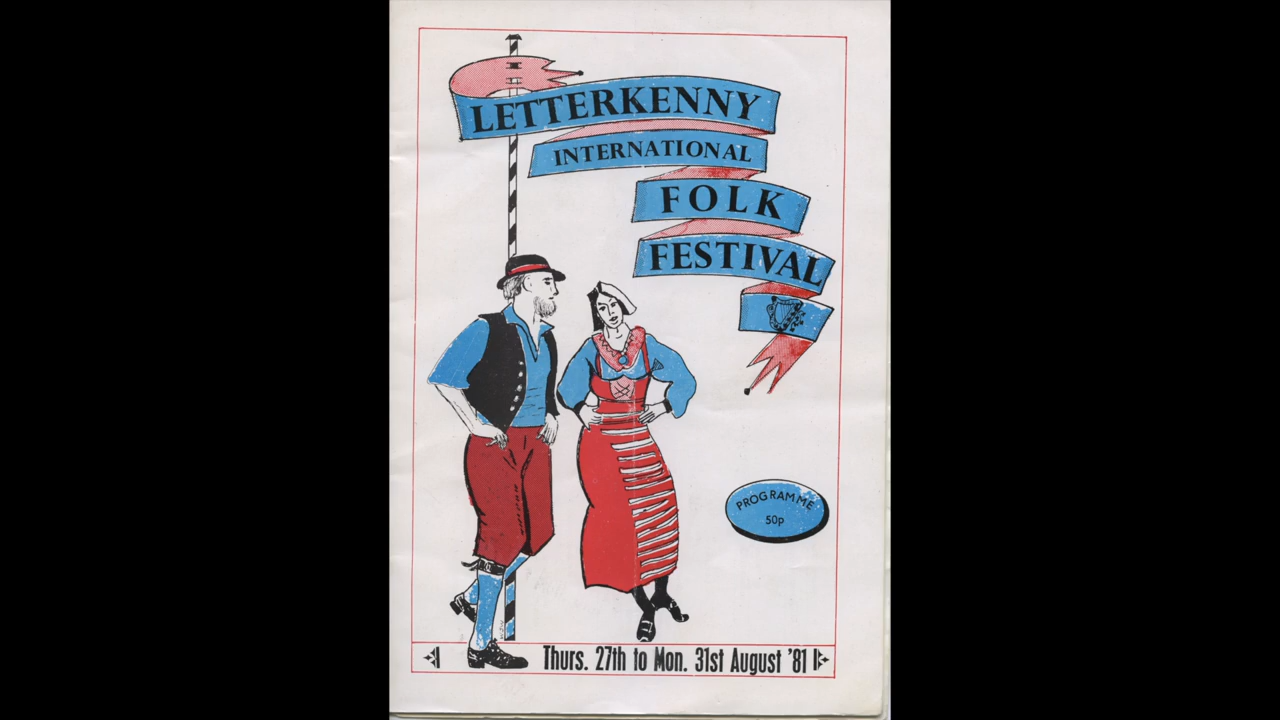 LETTERKENNY
INTERNATIONAL
FOLK
FESTIVAL
PROGRAMME
50p
Thurs. 27th to Mon. 31st August '81